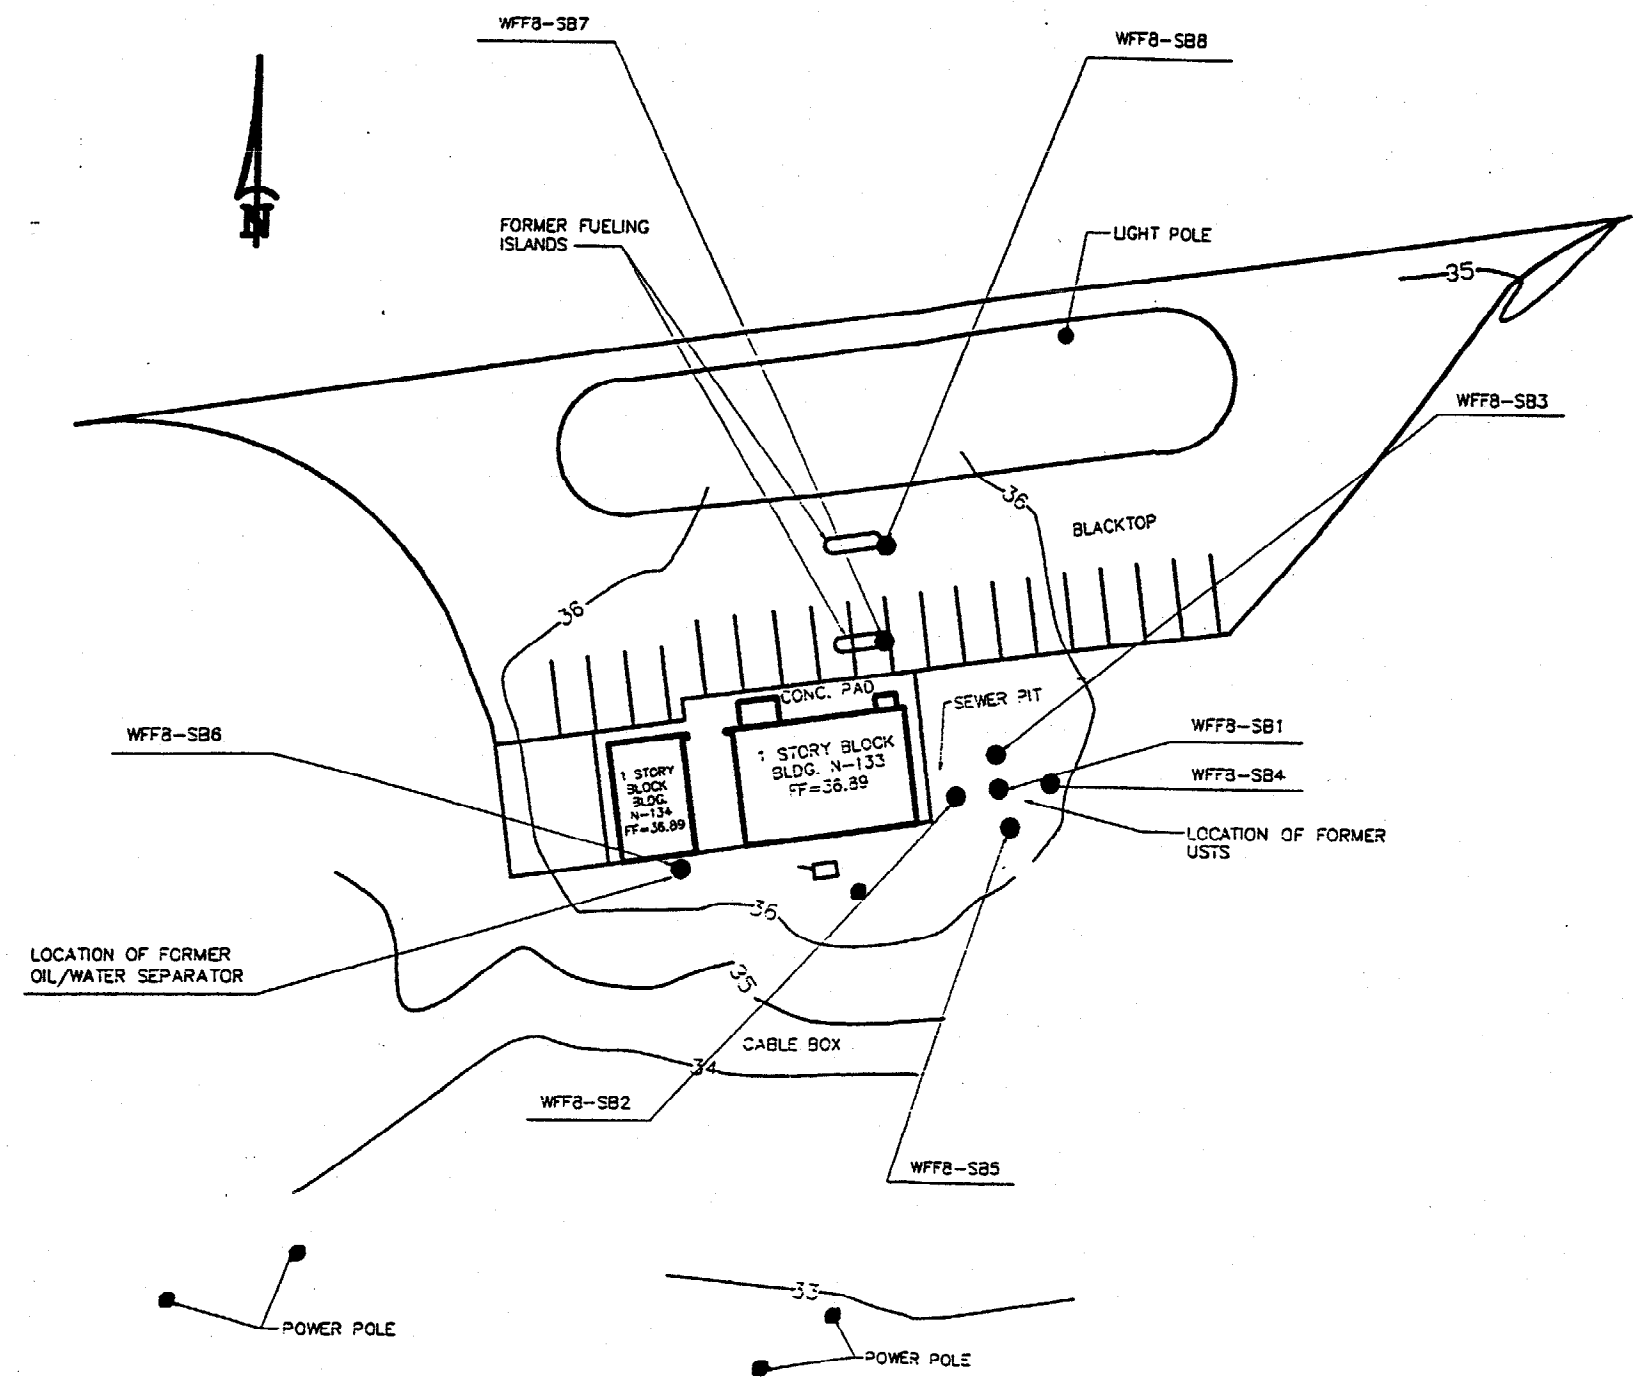 WFF8-SB7
WFF8-SB8
N
FORMER FUELING
ISLANDS
LIGHT POLE
35
WFF8-SB3
36
BLACKTOP
36
CONC. PAD
SEWER PIT
WFF8-SB6
WFF8-SB1
1 STORY BLOCK
BLDG. N-133
FF=36.89
1 STORY
BLOCK
BLDG.
N-134
FF=36.89
WFF8-SB4
LOCATION OF FORMER
USTS
36
LOCATION OF FORMER
OIL/WATER SEPARATOR
35
CABLE BOX
34
WFF8-SB2
WFF8-SB5
33
POWER POLE
POWER POLE